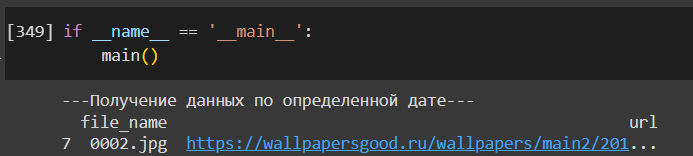 [349] if __name__ == '__main__':
main()
---Получение данных по определенной дате---
file_name url
7 0002.jpg https://wallpapersgood.ru/wallpapers/main2/201...